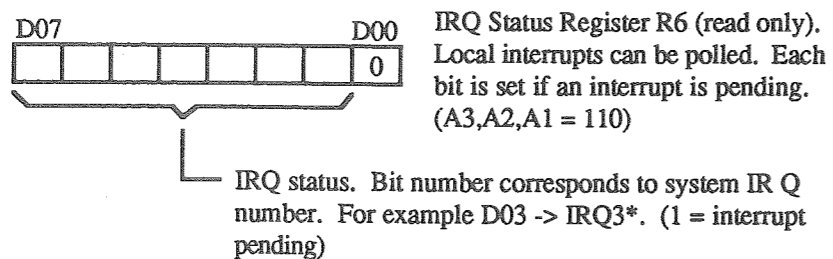 D07 D00
0
IRQ Status Register R6 (read only).
Local interrupts can be polled. Each
bit is set if an interrupt is pending.
(A3,A2,A1 = 110)
IRQ status. Bit number corresponds to system IR Q
number. For example D03 -> IRQ3*. (1 = interrupt
pending)